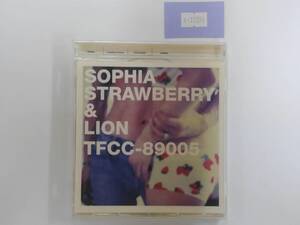 SOPHIA
STRAWBERRY
& LION
TFCC-89005